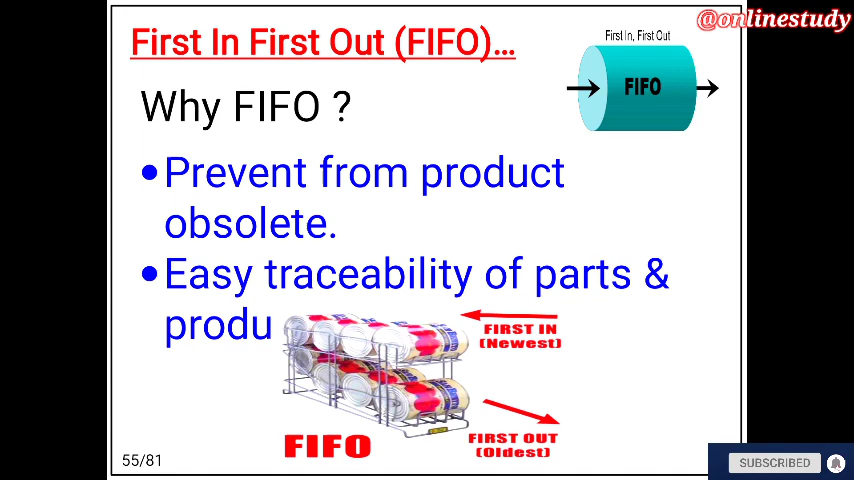 @onlinestudy
First In First Out (FIFO)...
First In, First Out
FIFO
Why FIFO ?
•Prevent from product
obsolete.
•Easy traceability of parts &
produ
FIRST IN
(Newest)
FIFO
FIRST OUT
(Oldest)
55/81
SUBSCRIBED